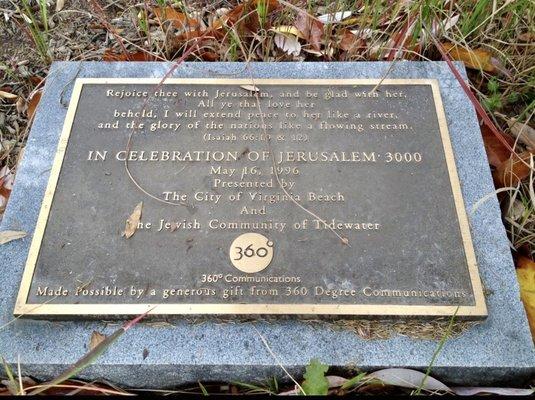 Rejoice thee with Jerusalem, and be glad with her,
All ye that love her
behold, I will extend peace to her like a river,
and the glory of the nations like a flowing stream.
(Isaiah 66:10 & 12)
IN CELEBRATION OF JERUSALEM 3000
May 16, 1996
Presented by
The City of Virginia Beach
And
The Jewish Community of Tidewater
360°
360° Communications
Made Possible by a generous gift from 360 Degree Communications